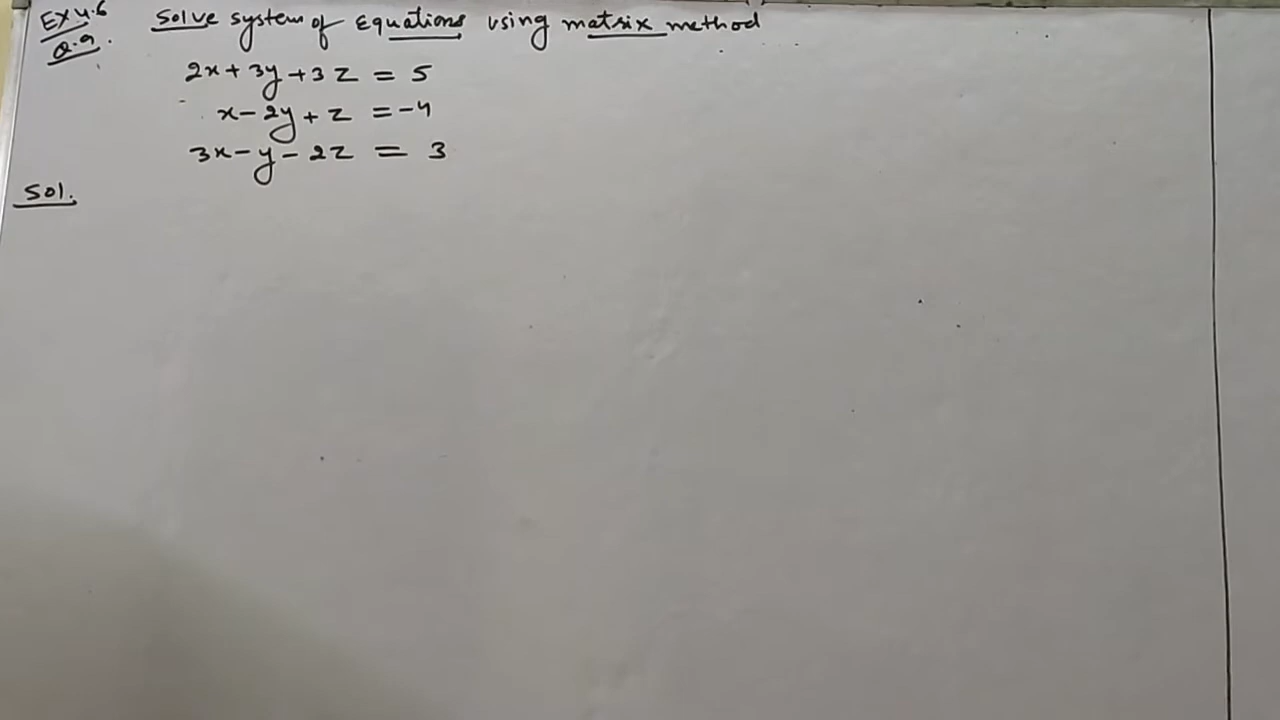 Ex 4.6
Q.9.
Solve system of Equations using matrix method
2x + 3y + 3z = 5
x - 2y + z = -4
3x - y - 2z = 3
Sol.